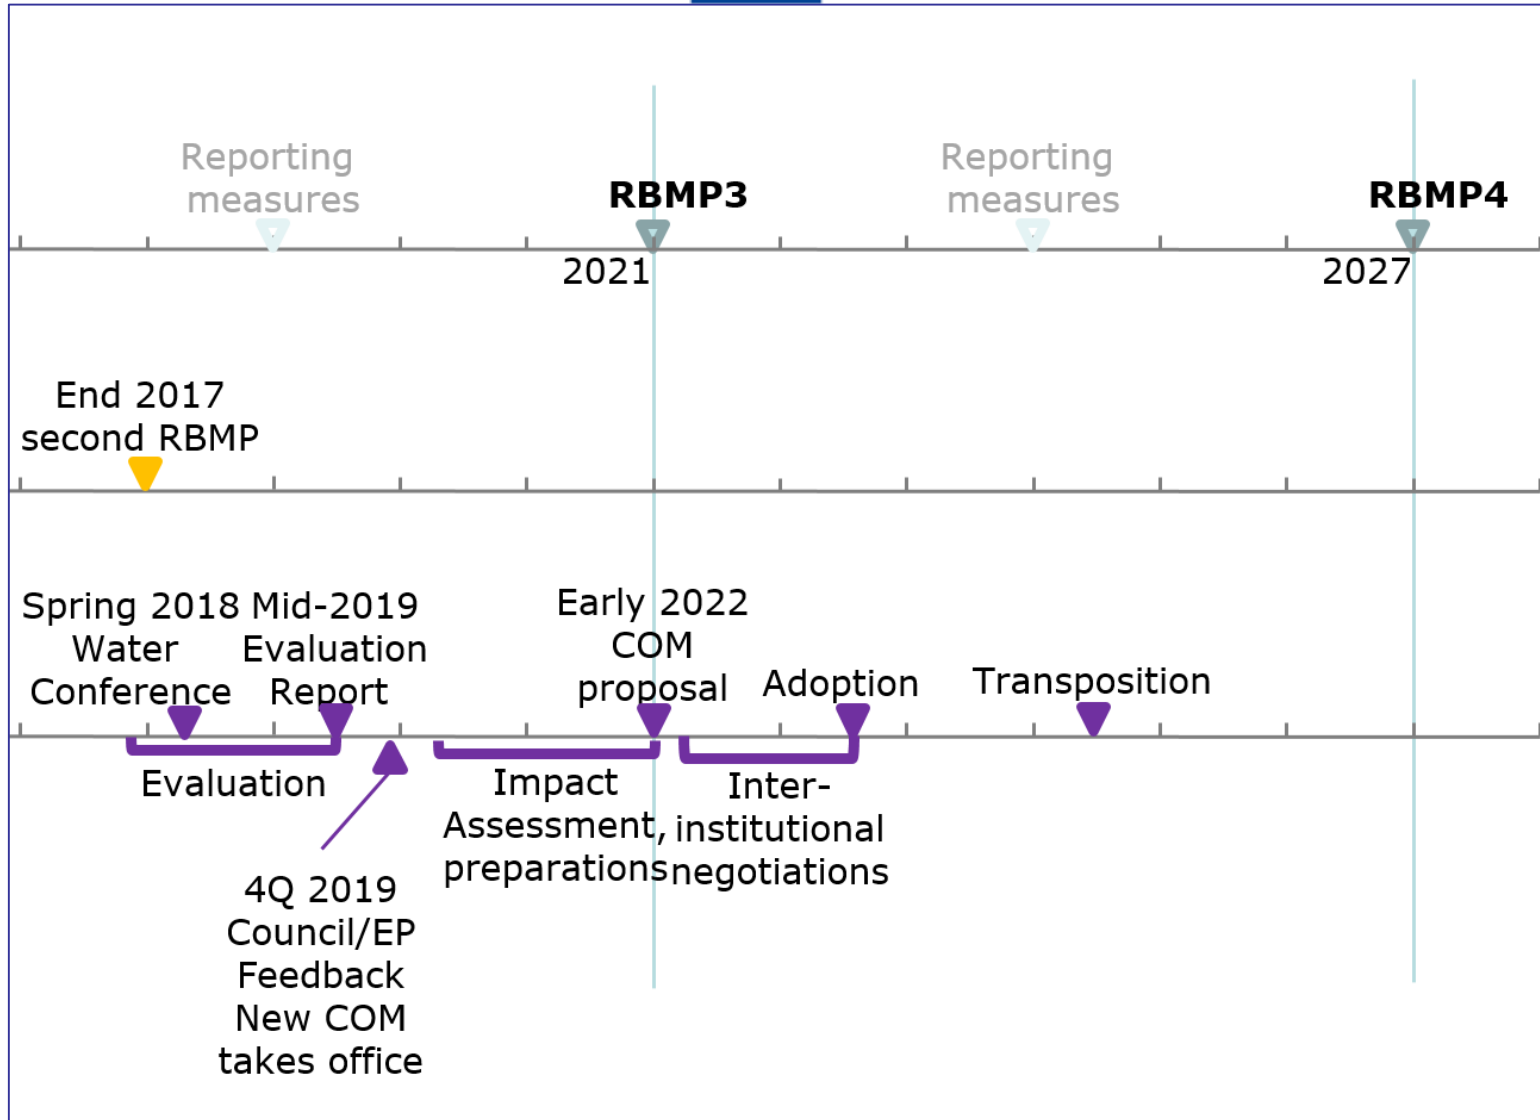 Reporting
measures
RBMP3
Reporting
measures
RBMP4
2021
2027
End 2017
second RBMP
Spring 2018
Water
Conference
Mid-2019
Evaluation
Report
Early 2022
COM
proposal
Adoption
Transposition
Evaluation
Impact
Assessment,
preparations
Inter-
institutional
negotiations
4Q 2019
Council/EP
Feedback
New COM
takes office